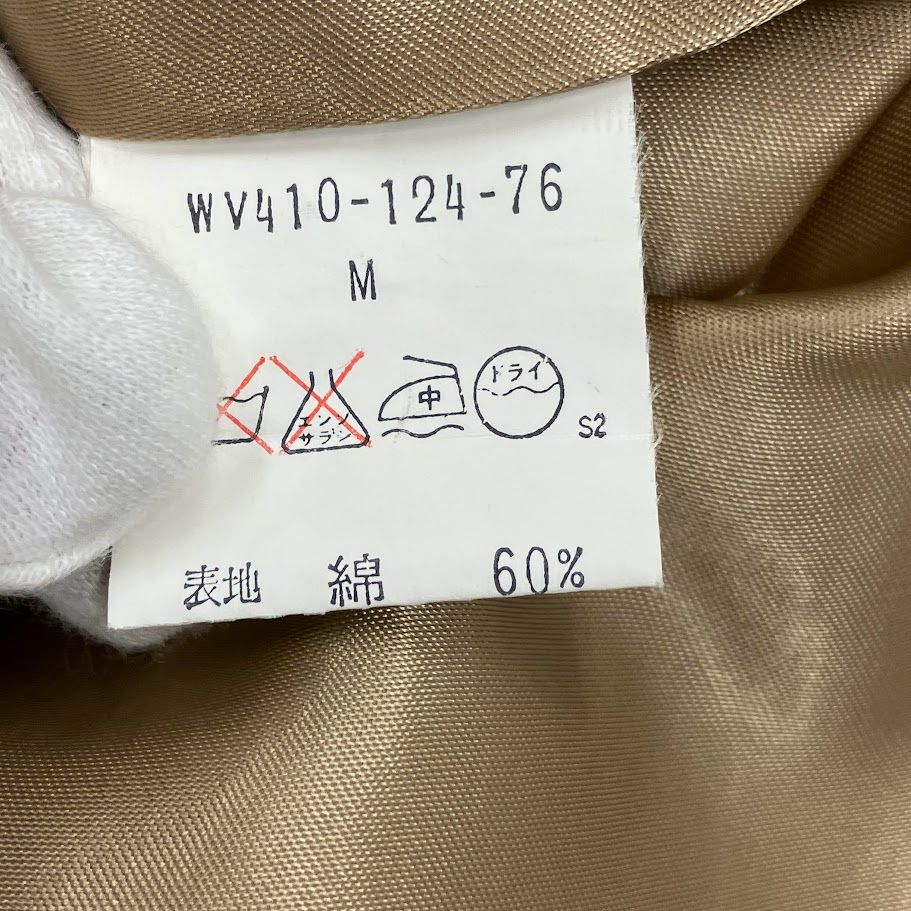 WV410-124-76
M
エンソ
サラシ
中
ドライ
S2
表地 綿 60%